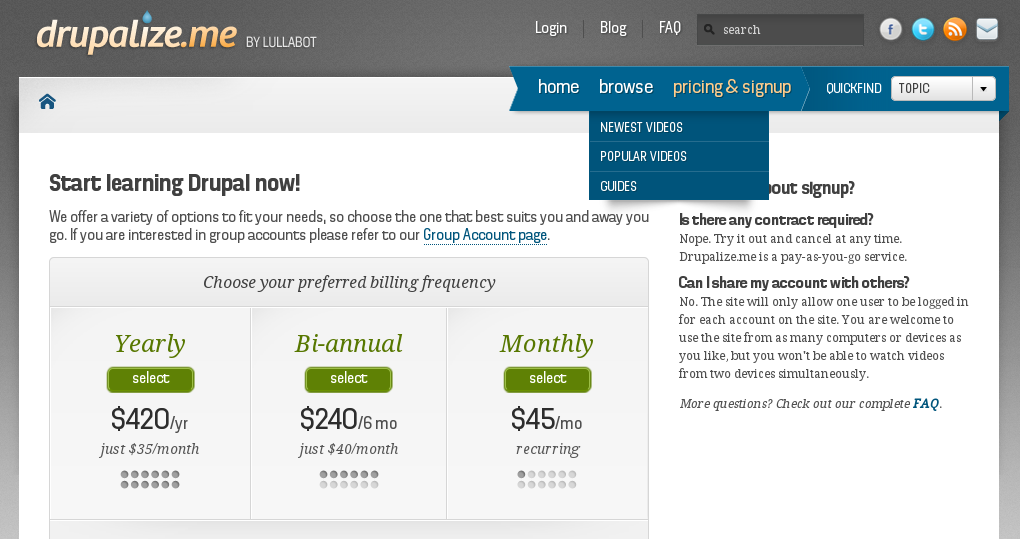 drupalize.me BY LULLABOT
Login
Blog
FAQ
search
home
browse
pricing & signup
QUICKFIND
TOPIC
NEWEST VIDEOS
POPULAR VIDEOS
GUIDES
Start learning Drupal now!
We offer a variety of options to fit your needs, so choose the one that best suits you and away you
go. If you are interested in group accounts please refer to our Group Account page.
Choose your preferred billing frequency
Yearly
select
$420/yr
just $35/month
Bi-annual
select
$240/6 mo
just $40/month
Monthly
select
$45/mo
recurring
signup?
Is there any contract required?
Nope. Try it out and cancel at any time.
Drupalize.me is a pay-as-you-go service.
Can I share my account with others?
No. The site will only allow one user to be logged in
for each account on the site. You are welcome to
use the site from as many computers or devices as
you like, but you won't be able to watch videos
from two devices simultaneously.
More questions? Check out our complete FAQ.